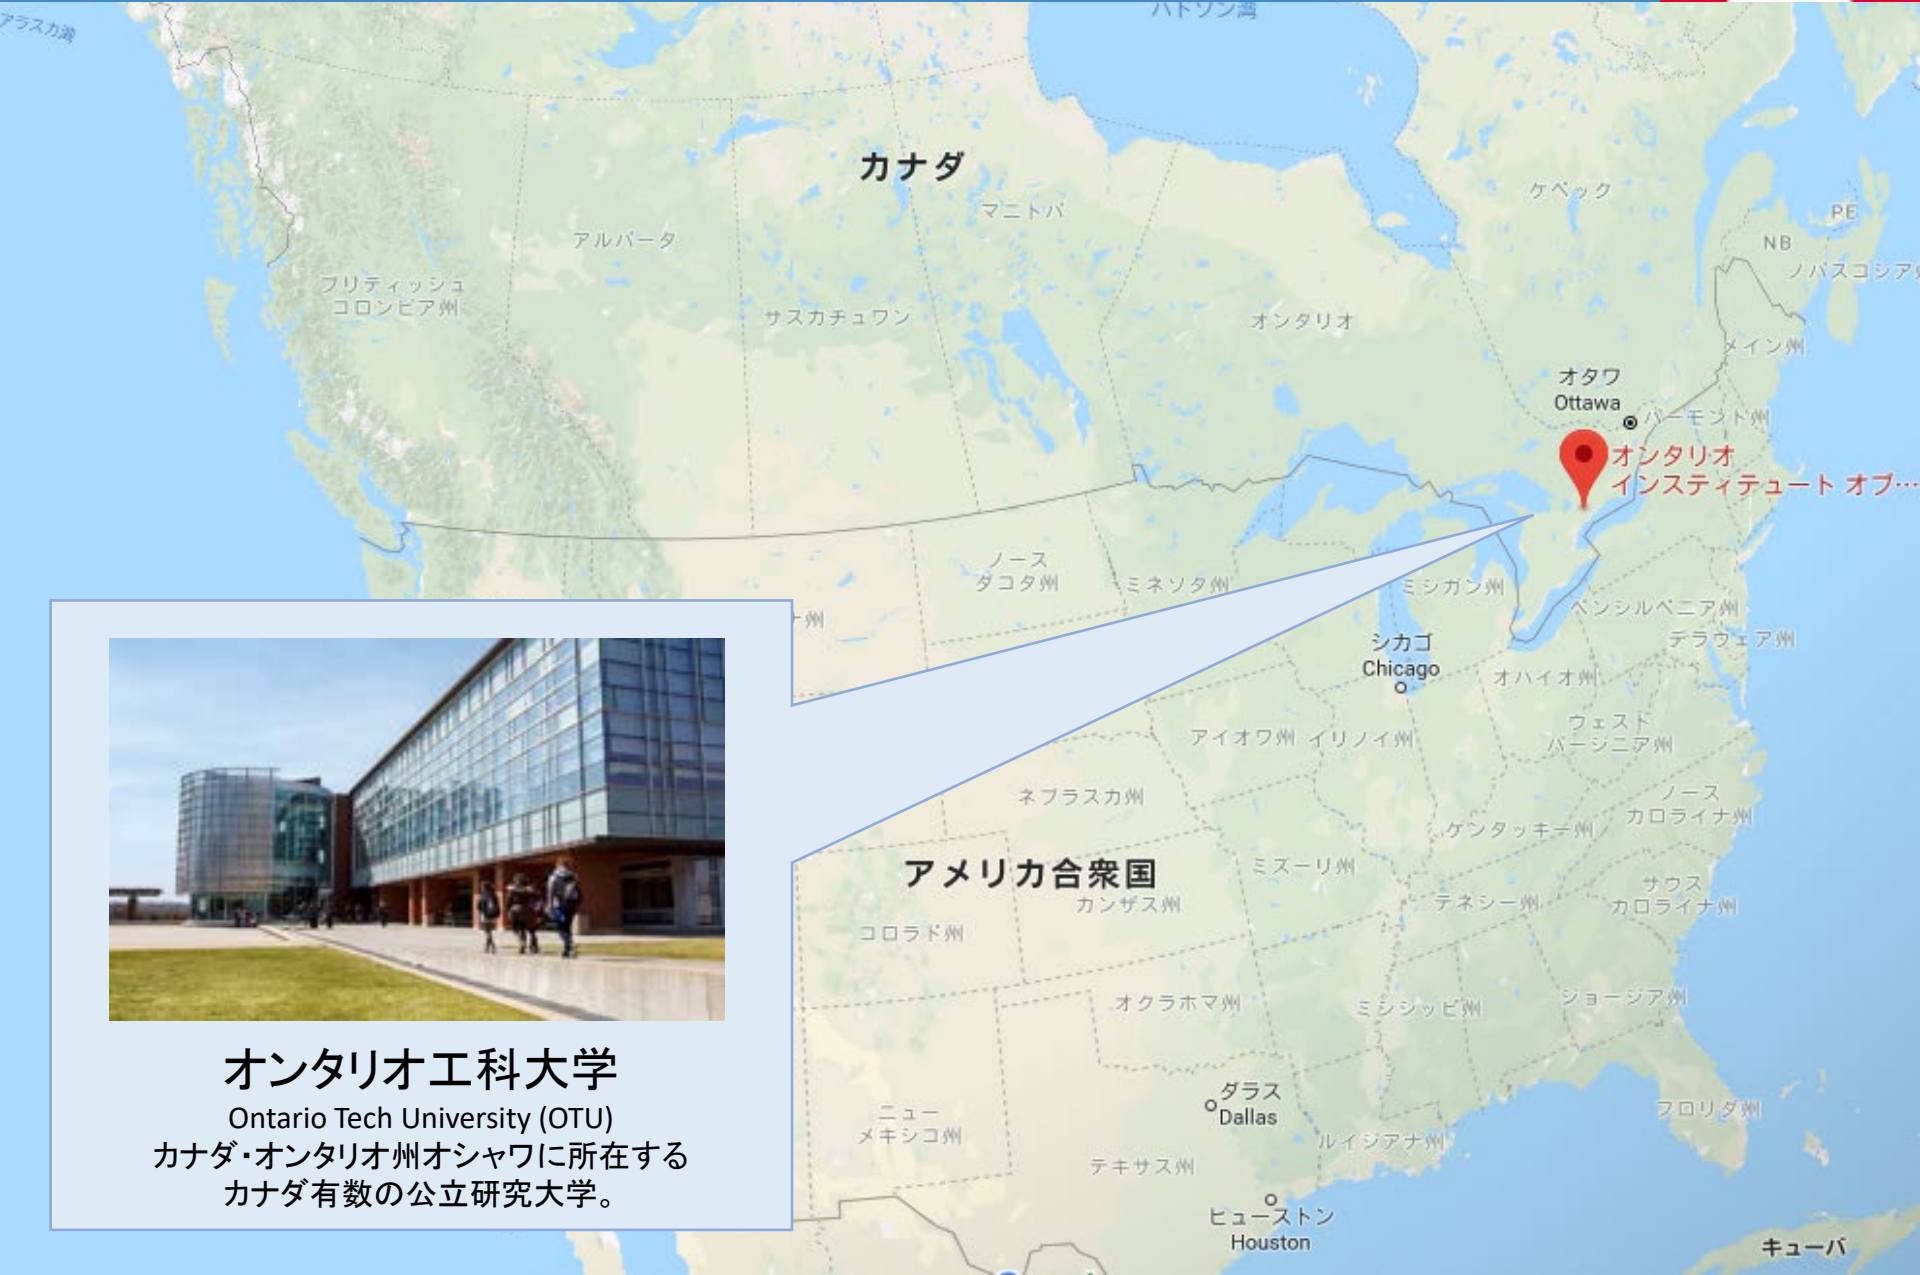 アラスカ湾
ハドソン湾
カナダ
マニトバ
ケベック
PE
NB
アルバータ
ノバスコシア
ブリティッシュ
コロンビア州
サスカチュワン
オンタリオ
メイン州
オタワ
Ottawa
バーモント州
オンタリオ
インスティテュート オブ…
ノース
ダコタ州
ミネソタ州
ミシガン州
ペンシルベニア州
デラウェア州
シカゴ
Chicago
オハイオ州
ウェスト
バージニア州
アイオワ州
イリノイ州
ネブラスカ州
ノース
カロライナ州
ケンタッキー州
アメリカ合衆国
ミズーリ州
カンザス州
サウス
カロライナ州
テネシー州
コロラド州
オクラホマ州
ミシシッピ州
ジョージア州
ダラス
Dallas
ニュー
メキシコ州
フロリダ州
ルイジアナ州
テキサス州
ヒューストン
Houston
キューバ
オンタリオ工科大学
Ontario Tech University (OTU)
カナダ・オンタリオ州オシャワに所在する
カナダ有数の公立研究大学。